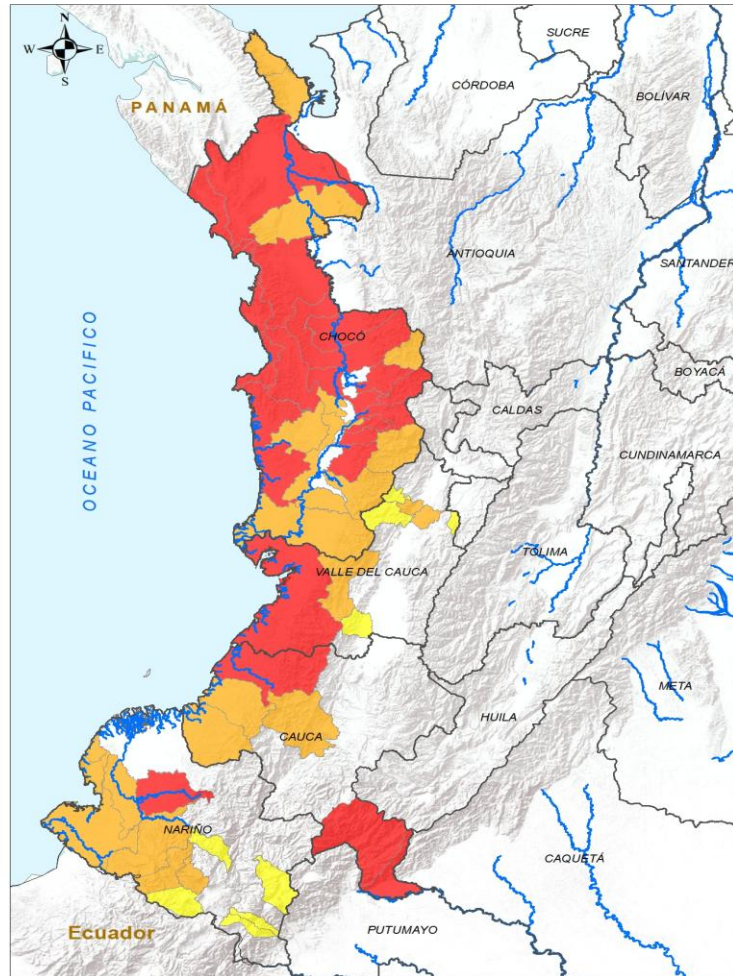 N
W E
S
SUCRE
CÓRDOBA
BOLÍVAR
PANAMÁ
ANTIOQUIA
SANTANDER
OCEANO PACIFICO
CHOCÓ
BOYACÁ
CALDAS
CUNDINAMARCA
TOLIMA
VALLE DEL CAUCA
META
HUILA
CAUCA
NARIÑO
CAQUETÁ
Ecuador
PUTUMAYO